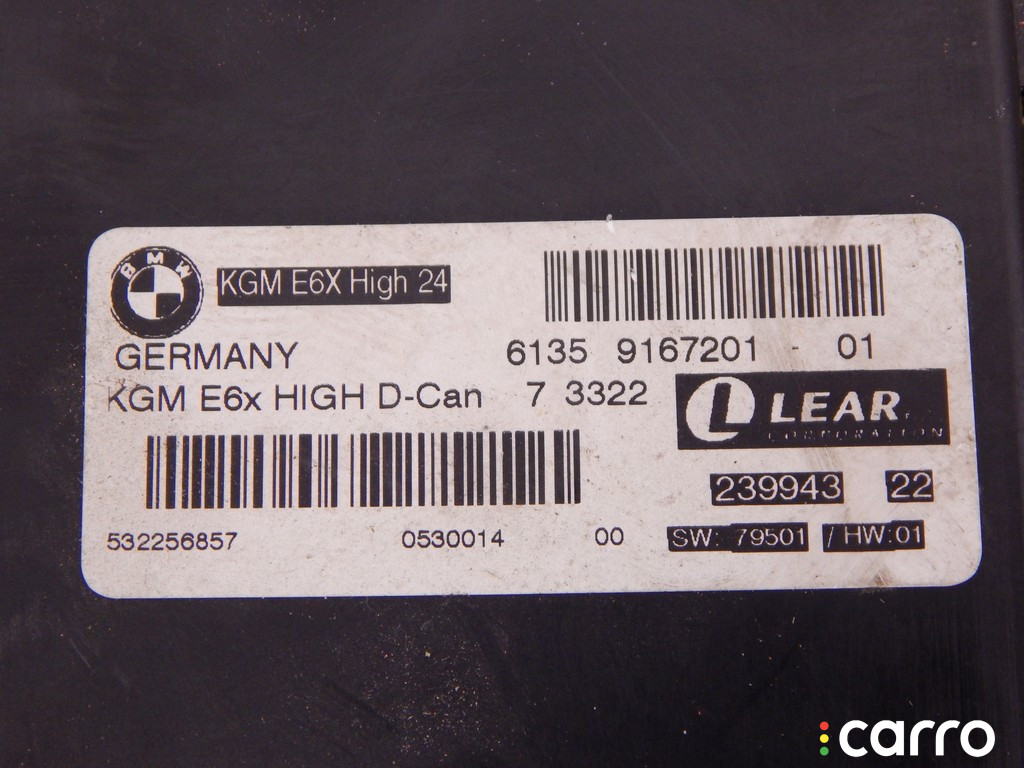 BMW
KGM E6X High 24
GERMANY
6135 9167201 - 01
KGM E6x HIGH D-Can 7 3322
L LEAR
CORPORATION
239943 22
532256857 0530014 00
SW: 79501 / HW:01
carro